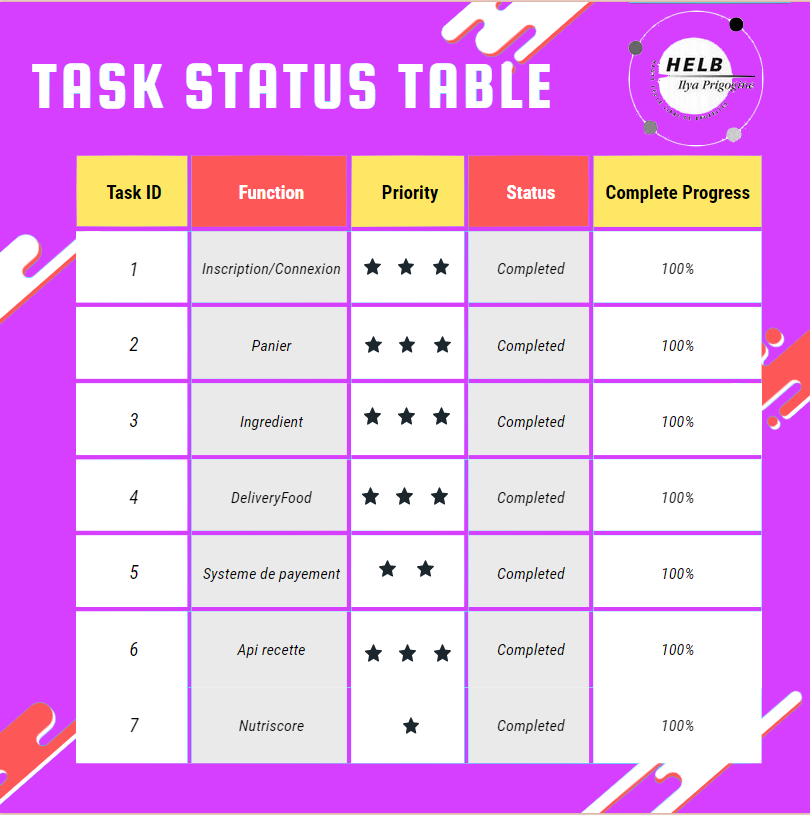 TASK STATUS TABLE
HELB
Ilya Prigogine
Task ID Function Priority Status Complete Progress
1 Inscription/Connexion ★ ★ ★ Completed 100%
2 Panier ★ ★ ★ Completed 100%
3 Ingredient ★ ★ ★ Completed 100%
4 DeliveryFood ★ ★ ★ Completed 100%
5 Systeme de payement ★ ★ Completed 100%
6 Api recette ★ ★ ★ Completed 100%
7 Nutriscore ★ Completed 100%